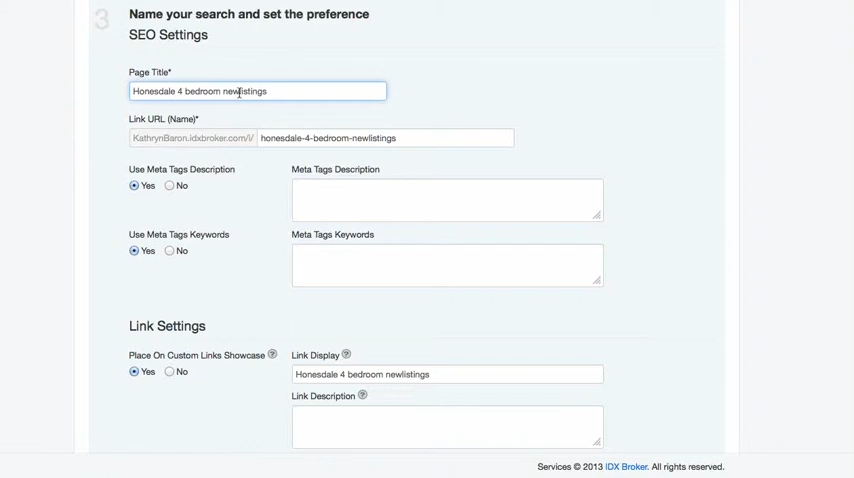 3
Name your search and set the preference
SEO Settings
Page Title*
Honesdale 4 bedroom newlistings
Link URL (Name)*
KathrynBaron.idxbroker.com/i/ honesdale-4-bedroom-newlistings
Use Meta Tags Description Meta Tags Description
Yes No
Use Meta Tags Keywords Meta Tags Keywords
Yes No
Link Settings
Place On Custom Links Showcase ? Link Display ?
Yes No Honesdale 4 bedroom newlistings
Link Description ?
Services © 2013 IDX Broker. All rights reserved.